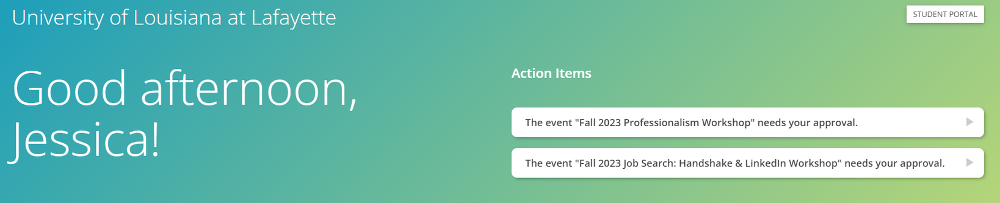 University of Louisiana at Lafayette
STUDENT PORTAL
Good afternoon,
Jessica!
Action Items
The event "Fall 2023 Professionalism Workshop" needs your approval.
The event "Fall 2023 Job Search: Handshake & LinkedIn Workshop" needs your approval.